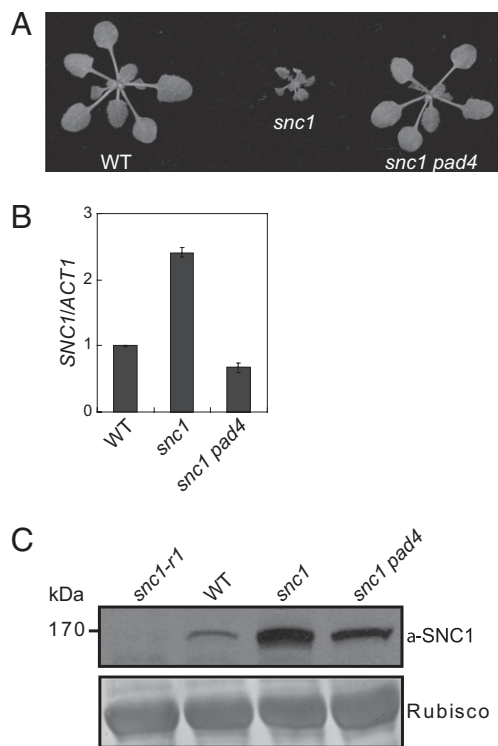 A
WT
snc1
snc1 pad4
B
SNC1/ACT1
3
2
1
0
WT
snc1
snc1 pad4
C
kDa
snc1-r1
WT
snc1
snc1 pad4
170
a-SNC1
Rubisco